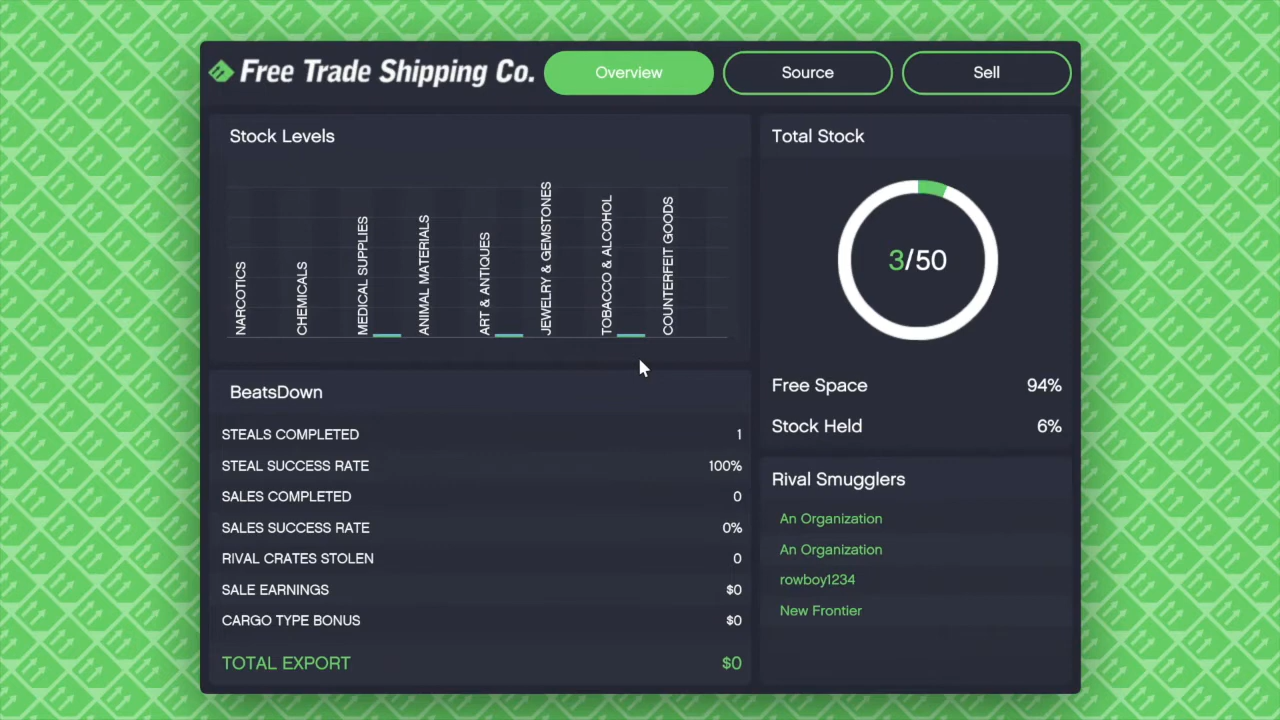 Free Trade Shipping Co.
Overview
Source
Sell
Stock Levels
NARCOTICS
CHEMICALS
MEDICAL SUPPLIES
ANIMAL MATERIALS
ART & ANTIQUES
JEWELRY & GEMSTONES
TOBACCO & ALCOHOL
COUNTERFEIT GOODS
Total Stock
3/50
Free Space 94%
Stock Held 6%
BeatsDown
STEALS COMPLETED 1
STEAL SUCCESS RATE 100%
SALES COMPLETED 0
SALES SUCCESS RATE 0%
RIVAL CRATES STOLEN 0
SALE EARNINGS $0
CARGO TYPE BONUS $0
TOTAL EXPORT $0
Rival Smugglers
An Organization
An Organization
rowboy1234
New Frontier